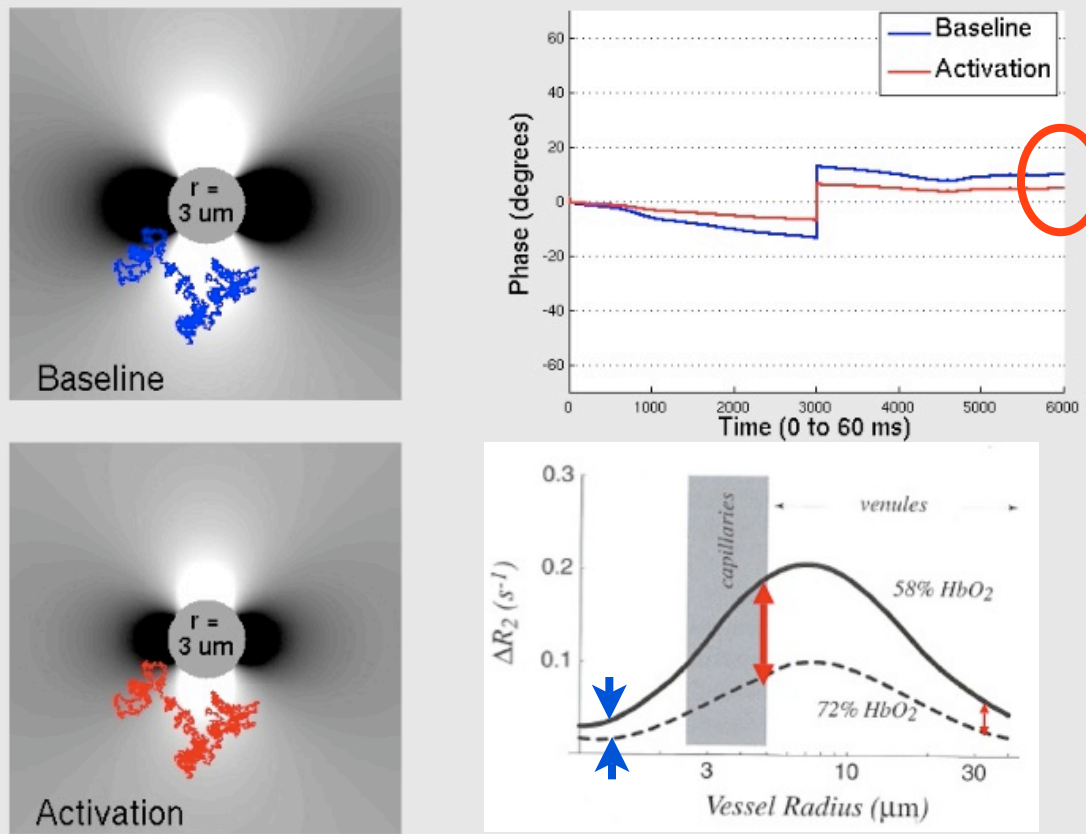 r =
3 um
Baseline
Baseline
Activation
60
40
20
0
-20
-40
-60
Phase (degrees)
0
1000
2000
3000
4000
5000
6000
Time (0 to 60 ms)
r =
3 um
Activation
0.3
0.2
0.1
ΔR₂ (s⁻¹)
capillaries
venules
58% HbO₂
72% HbO₂
3
10
30
Vessel Radius (μm)